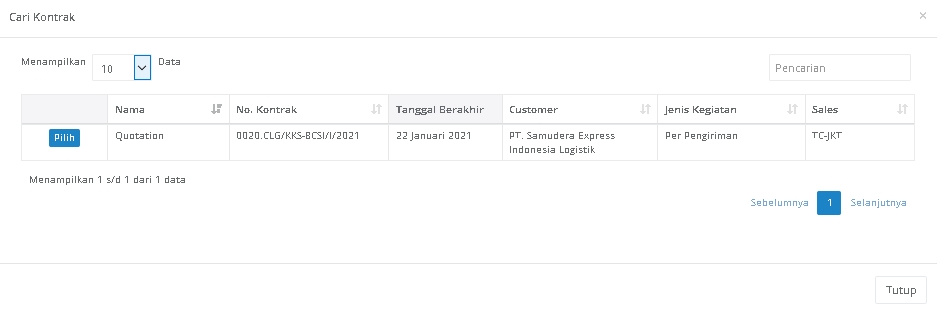 Cari Kontrak
×
Menampilkan 10 Data
Pencarian
Nama No. Kontrak Tanggal Berakhir Customer Jenis Kegiatan Sales
Pilih Quotation 0020.CLG/KKS-BCSI/I/2021 22 Januari 2021 PT. Samudera Express Per Pengiriman TC-JKT
Indonesia Logistik
Menampilkan 1 s/d 1 dari 1 data
Sebelumnya 1 Selanjutnya
Tutup